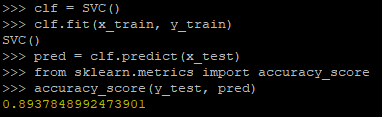 >>> clf = SVC()
>>> clf.fit(x_train, y_train)
SVC()
>>> pred = clf.predict(x_test)
>>> from sklearn.metrics import accuracy_score
>>> accuracy_score(y_test, pred)
0.8937848992473901